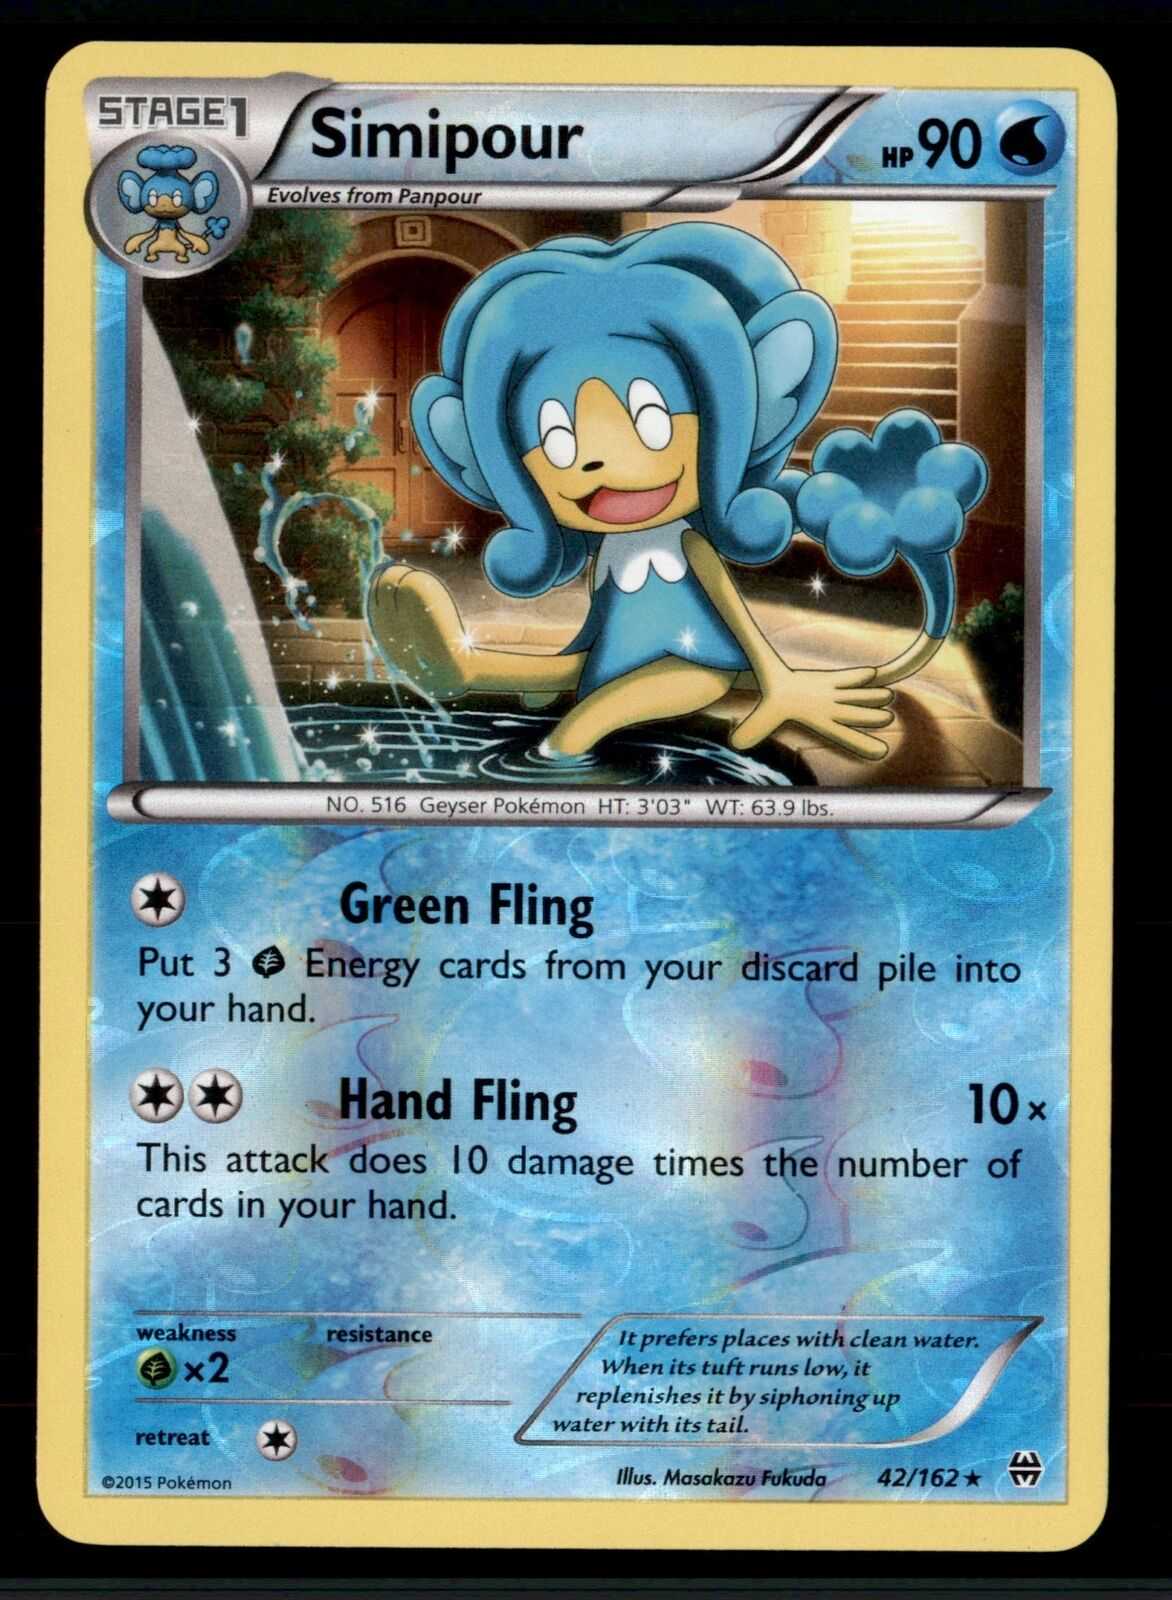 STAGE1
Simipour
HP 90
Evolves from Panpour
NO. 516 Geyser Pokémon HT: 3'03" WT: 63.9 lbs.
Green Fling
Put 3 Energy cards from your discard pile into
your hand.
Hand Fling 10×
This attack does 10 damage times the number of
cards in your hand.
weakness resistance
×2
retreat
It prefers places with clean water.
When its tuft runs low, it
replenishes it by siphoning up
water with its tail.
©2015 Pokémon Illus. Masakazu Fukuda 42/162 ★